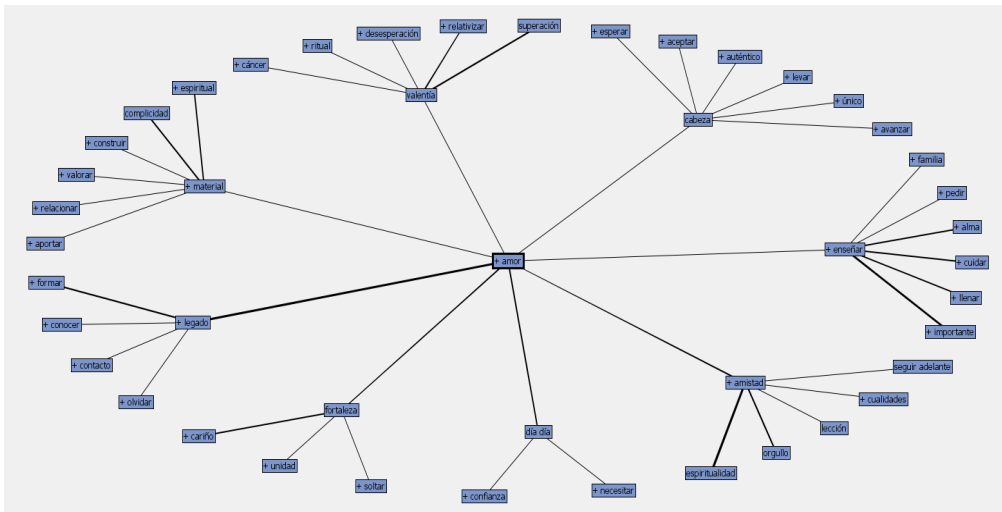 superación
+ relativizar
+ desesperación
+ ritual
+ cáncer
valentía
+ esperar
+ aceptar
+ auténtico
+ levar
+ único
+ avanzar
cabeza
+ espiritual
complicidad
+ construir
+ valorar
+ relacionar
+ aportar
+ material
+ familia
+ pedir
+ alma
+ cuidar
+ llenar
+ importante
+ enseñar
+ amor
+ formar
+ conocer
+ contacto
+ olvidar
+ legado
fortaleza
+ cariño
+ unidad
+ soltar
día día
+ confianza
+ necesitar
+ amistad
seguir adelante
+ cualidades
lección
orgullo
espiritualidad